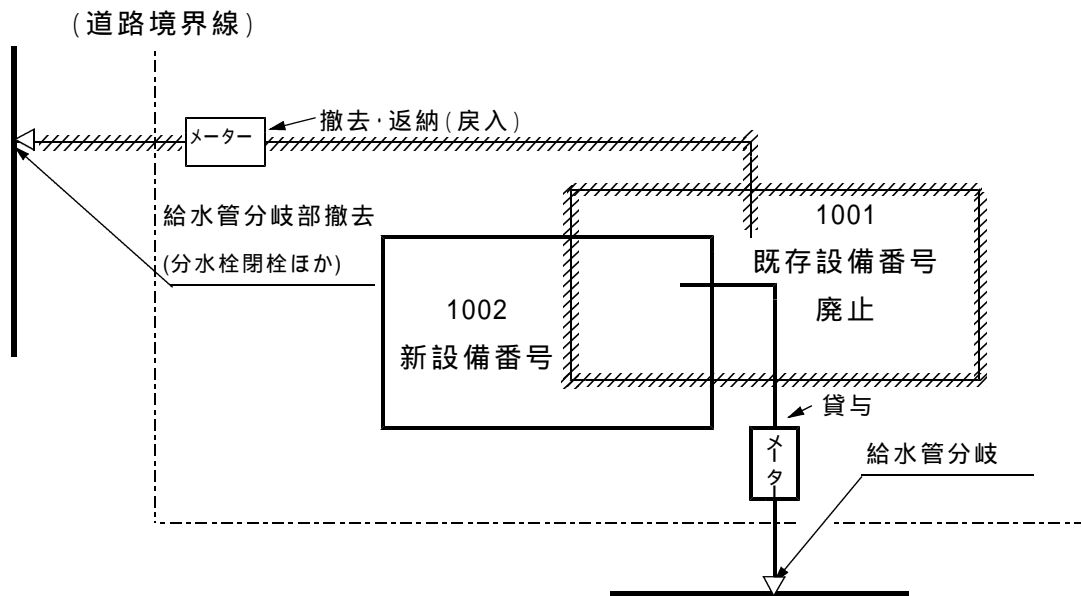 (道路境界線)
メーター
撤去・返納(戻入)
給水管分岐部撤去
(分水栓閉栓ほか)
1001
既存設備番号
廃止
1002
新設備番号
貸与
メータ
給水管分岐